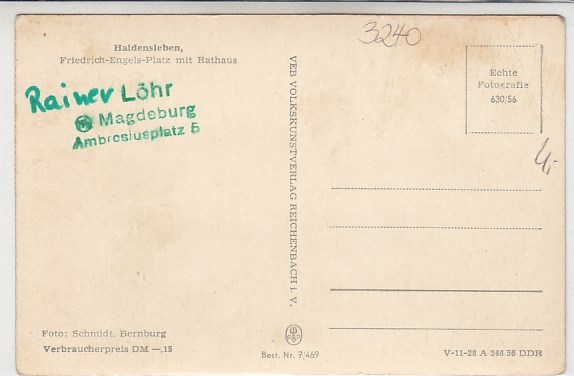 3240
Haldensleben,
Friedrich-Engels-Platz mit Rathaus
Rainer Löhr
Magdeburg
Ambrosiusplatz 5
VEB VOLKSKUNSTVERLAG REICHENBACH i. V.
Echte
Fotografie
630/56
4,-
Foto: Schmidt, Bernburg
Verbraucherpreis DM —,15
Best. Nr. 7/469
V-11-28 A 246 56 DDR